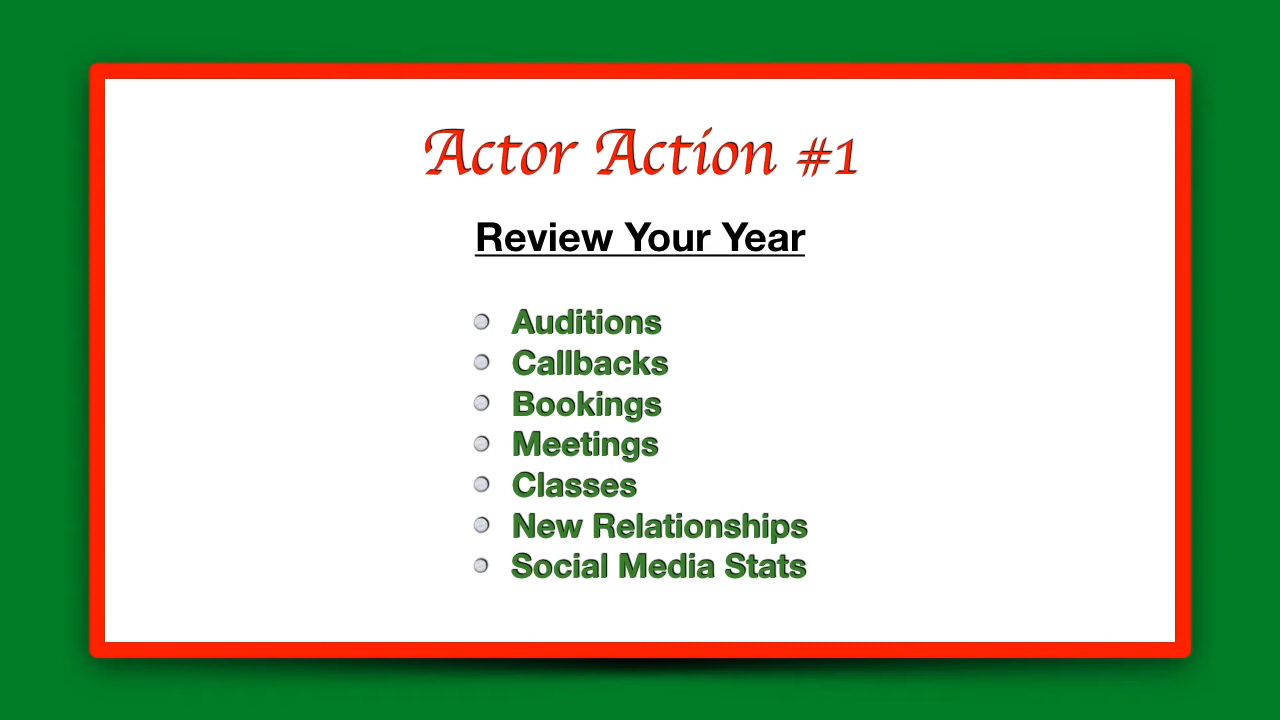 Actor Action #1
Review Your Year
Auditions
Callbacks
Bookings
Meetings
Classes
New Relationships
Social Media Stats